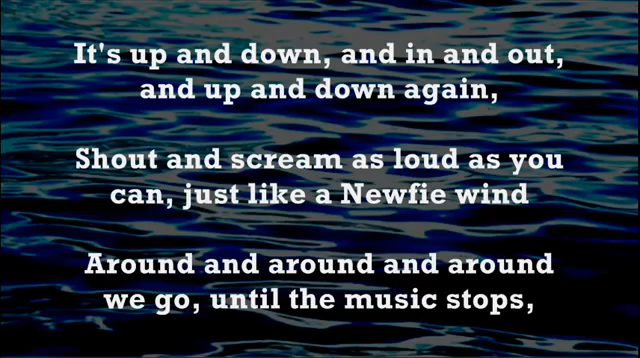 It's up and down, and in and out,
and up and down again,
Shout and scream as loud as you
can, just like a Newfie wind
Around and around and around
we go, until the music stops,